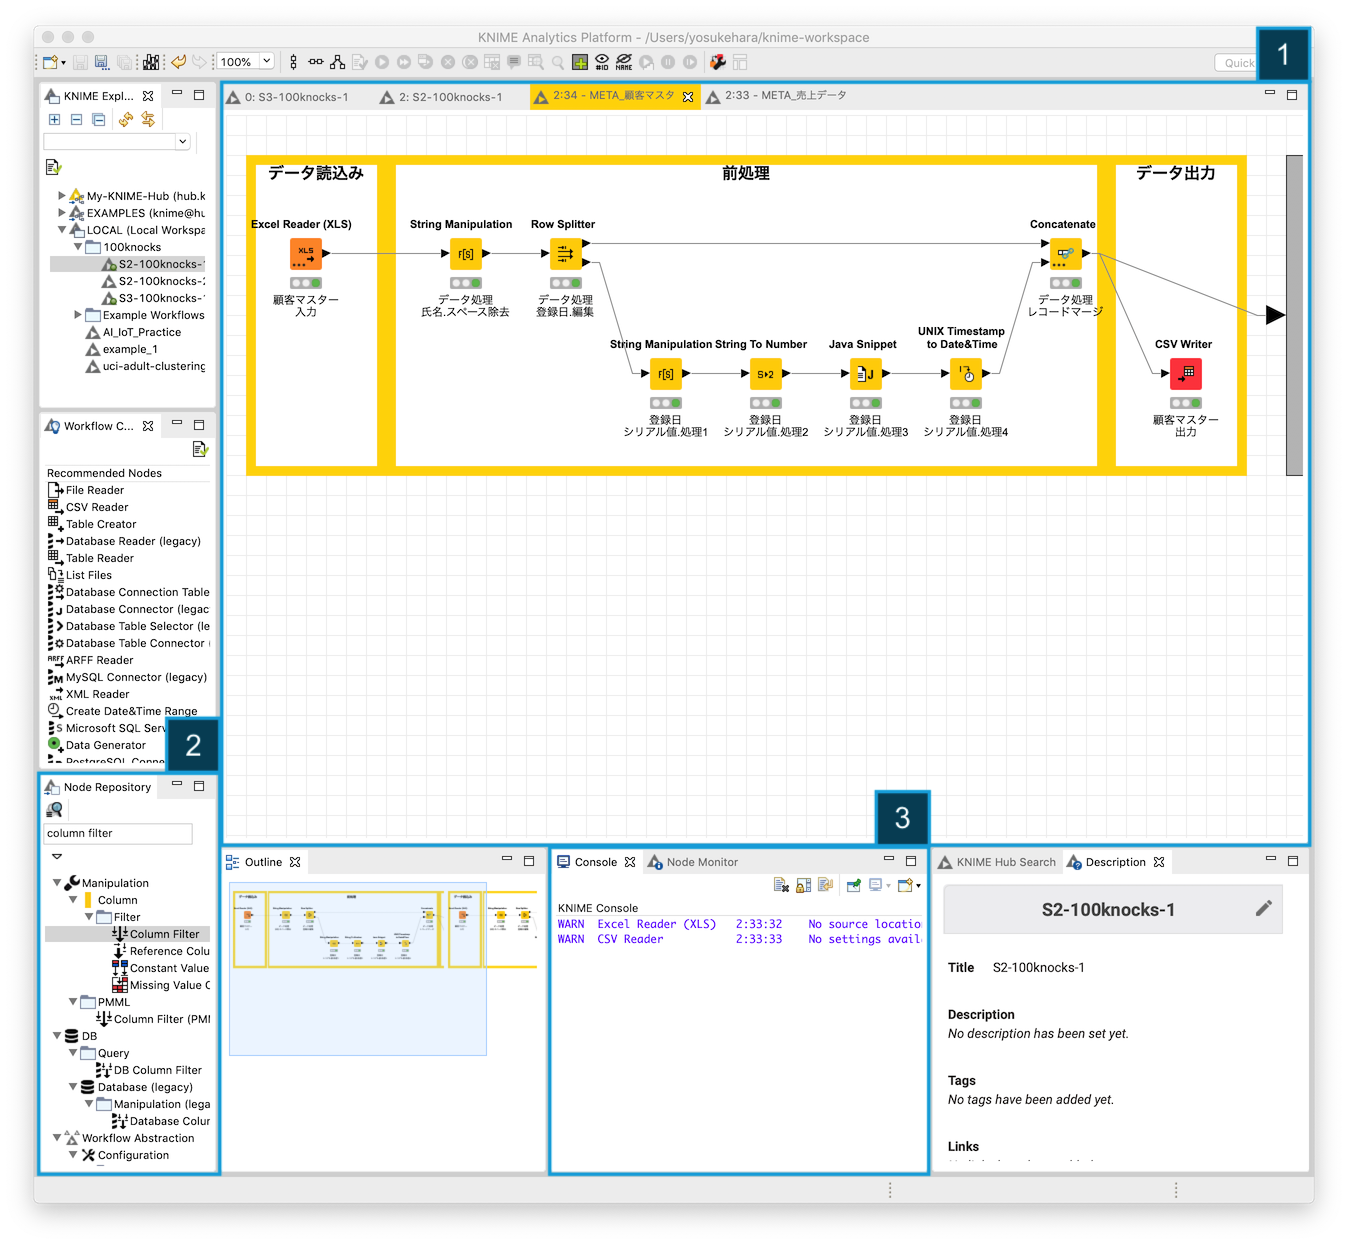 KNIME Analytics Platform - /Users/yosukehara/knime-workspace
100%
Quick
1
KNIME Expl...
My-KNIME-Hub (hub.k
EXAMPLES (knime@hu
LOCAL (Local Workspa
100knocks
S2-100knocks-
S2-100knocks-2
S3-100knocks-
Example Workflows
AI_IoT_Practice
example_1
uci-adult-clustering
0: S3-100knocks-1
2: S2-100knocks-1
2:34 - META_顧客マスタ
2:33 - META_売上データ
データ読込み
前処理
データ出力
Excel Reader (XLS)
XLS
顧客マスター
入力
String Manipulation
f[S]
データ処理
氏名.スペース除去
Row Splitter
データ処理
登録日.編集
Concatenate
データ処理
レコードマージ
String Manipulation
f[S]
登録日
シリアル値.処理1
String To Number
S▸2
登録日
シリアル値.処理2
Java Snippet
J
登録日
シリアル値.処理3
UNIX Timestamp
to Date&Time
登録日
シリアル値.処理4
CSV Writer
顧客マスター
出力
Workflow C...
Recommended Nodes
File Reader
CSV Reader
Table Creator
Database Reader (legacy)
Table Reader
List Files
Database Connection Table
Database Connector (legac
Database Table Selector (le
Database Table Connector (
ARFF Reader
MySQL Connector (legacy)
XML Reader
Create Date&Time Range
Microsoft SQL Serv
Data Generator
PostgreSQL Conne
2
Node Repository
column filter
Manipulation
Column
Filter
Column Filter
Reference Colu
Constant Value
Missing Value C
PMML
Column Filter (PMM
DB
Query
DB Column Filter
Database (legacy)
Manipulation (lega
Database Colur
Workflow Abstraction
Configuration
Outline
3
Console
Node Monitor
KNIME Console
WARN Excel Reader (XLS) 2:33:32 No source locatio
WARN CSV Reader 2:33:33 No settings avail
KNIME Hub Search
Description
S2-100knocks-1
Title S2-100knocks-1
Description
No description has been set yet.
Tags
No tags have been added yet.
Links